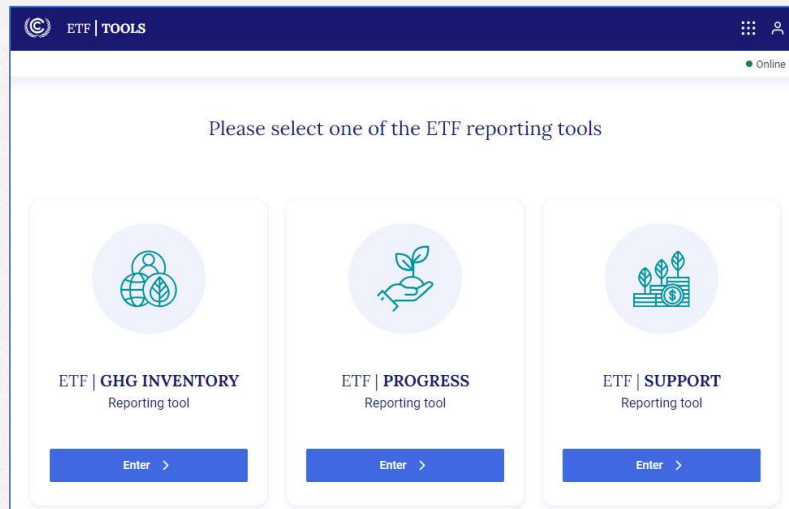 ETF | TOOLS
Online
Please select one of the ETF reporting tools
ETF | GHG INVENTORY
Reporting tool
Enter >
ETF | PROGRESS
Reporting tool
Enter >
ETF | SUPPORT
Reporting tool
Enter >